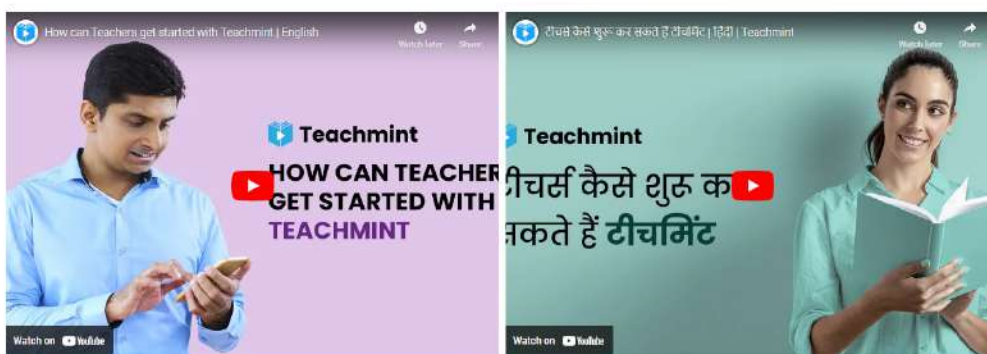 How can Teachers get started with Teachmint | English
Watch later
Share
Teachmint
HOW CAN TEACHER
GET STARTED WITH
TEACHMINT
Watch on YouTube
टीचर्स कैसे शुरू कर सकते हैं टीचमिंट | हिंदी | Teachmint
Watch later
Share
Teachmint
टीचर्स कैसे शुरू क
सकते हैं टीचमिंट
Watch on YouTube